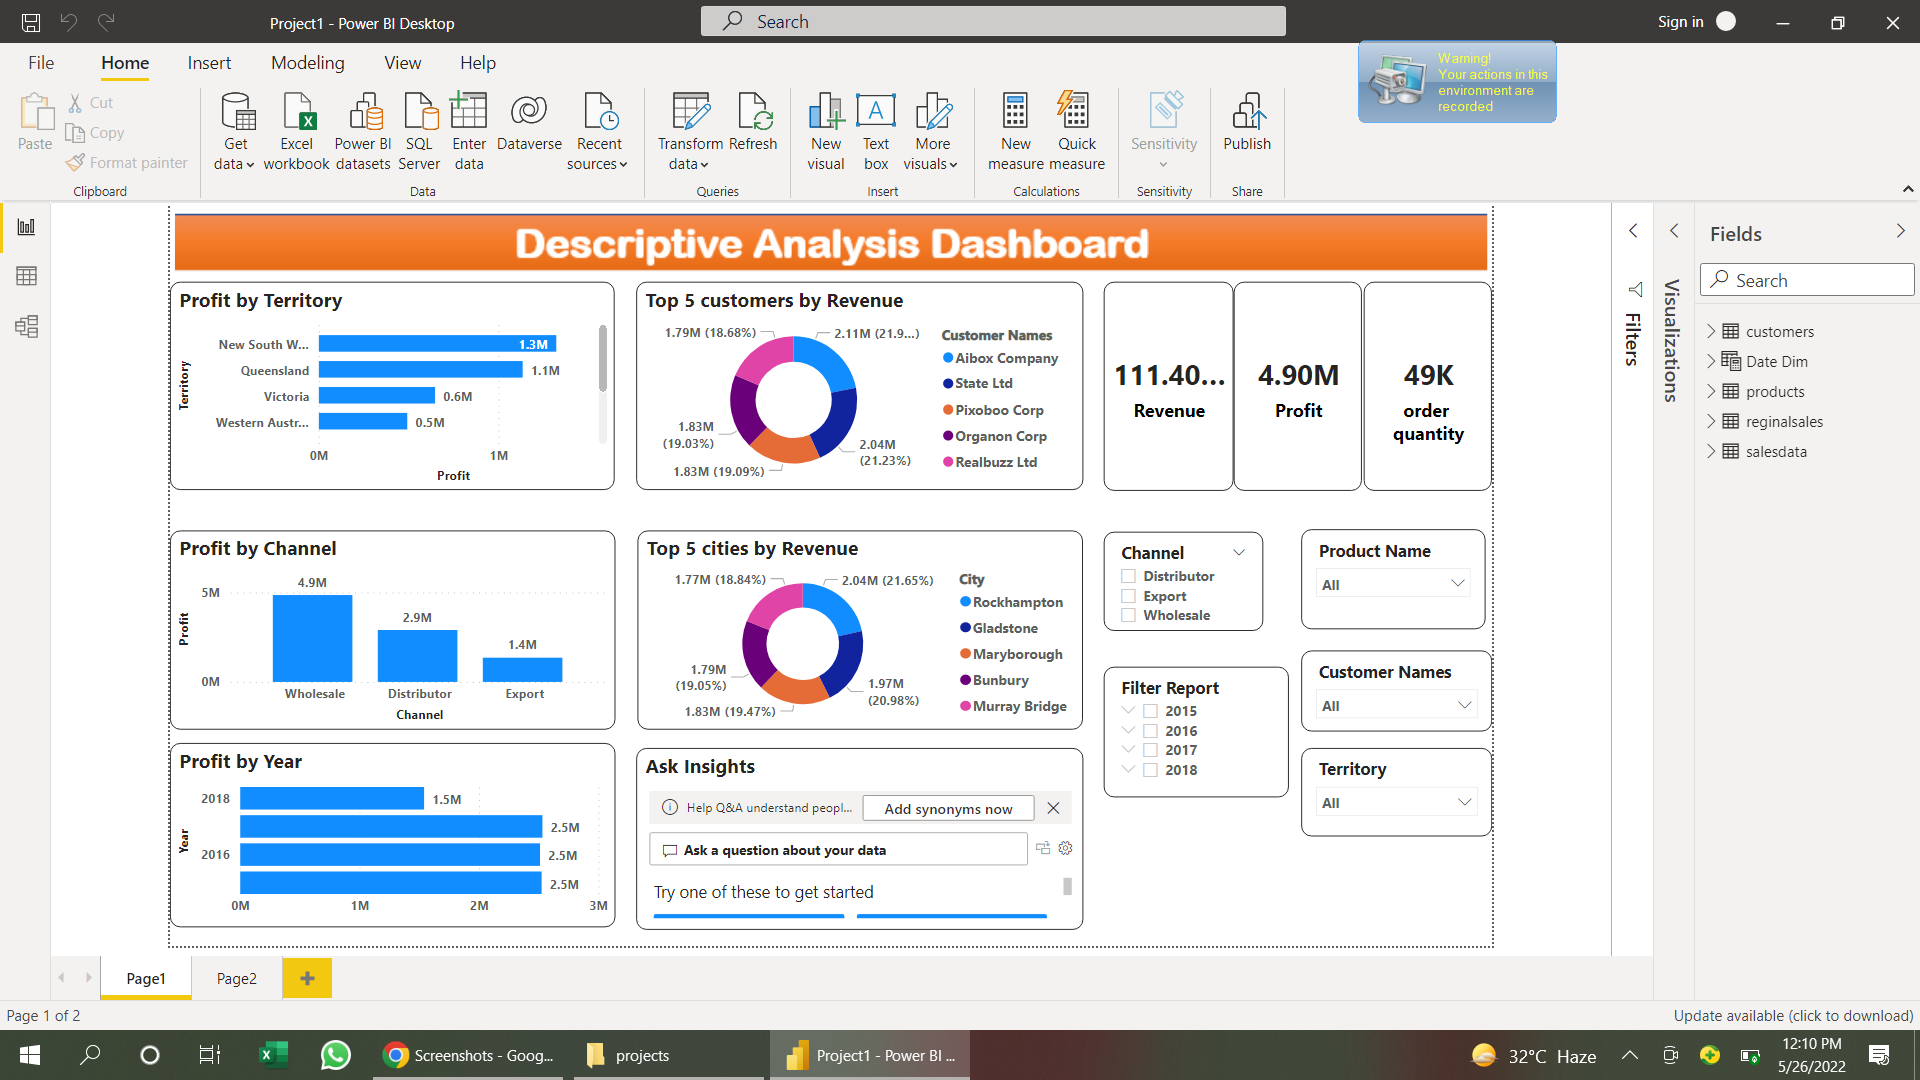 Project1 - Power BI Desktop
Search
Sign in
File Home Insert Modeling View Help
Warning!
Your actions in this
environment are
recorded
Paste
Cut
Copy
Format painter
Clipboard
Get
data
Excel
workbook
Power BI
datasets
SQL
Server
Enter
data
Dataverse
Recent
sources
Data
Transform
data
Refresh
Queries
New
visual
Text
box
More
visuals
Insert
New
measure
Quick
measure
Calculations
Sensitivity
Sensitivity
Publish
Share
Descriptive Analysis Dashboard
Profit by Territory
Territory
New South W... 1.3M
Queensland 1.1M
Victoria 0.6M
Western Austr... 0.5M
0M 1M
Profit
Top 5 customers by Revenue
1.79M (18.68%)
2.11M (21.9...)
1.83M
(19.03%)
2.04M
(21.23%)
1.83M (19.09%)
Customer Names
Aibox Company
State Ltd
Pixoboo Corp
Organon Corp
Realbuzz Ltd
111.40...
Revenue
4.90M
Profit
49K
order
quantity
Profit by Channel
Profit
5M
0M
4.9M
2.9M
1.4M
Wholesale Distributor Export
Channel
Top 5 cities by Revenue
1.77M (18.84%)
2.04M (21.65%)
1.79M
(19.05%)
1.97M
(20.98%)
1.83M (19.47%)
City
Rockhampton
Gladstone
Maryborough
Bunbury
Murray Bridge
Channel
Distributor
Export
Wholesale
Product Name
All
Filter Report
2015
2016
2017
2018
Customer Names
All
Territory
All
Profit by Year
Year
2018 1.5M
2.5M
2016 2.5M
2.5M
0M 1M 2M 3M
Ask Insights
Help Q&A understand peopl...
Add synonyms now
Ask a question about your data
Try one of these to get started
Filters
Visualizations
Fields
Search
customers
Date Dim
products
reginalsales
salesdata
Page1 Page2
Page 1 of 2
Update available (click to download)
Screenshots - Goog...
projects
Project1 - Power BI ...
32°C Haze
12:10 PM
5/26/2022